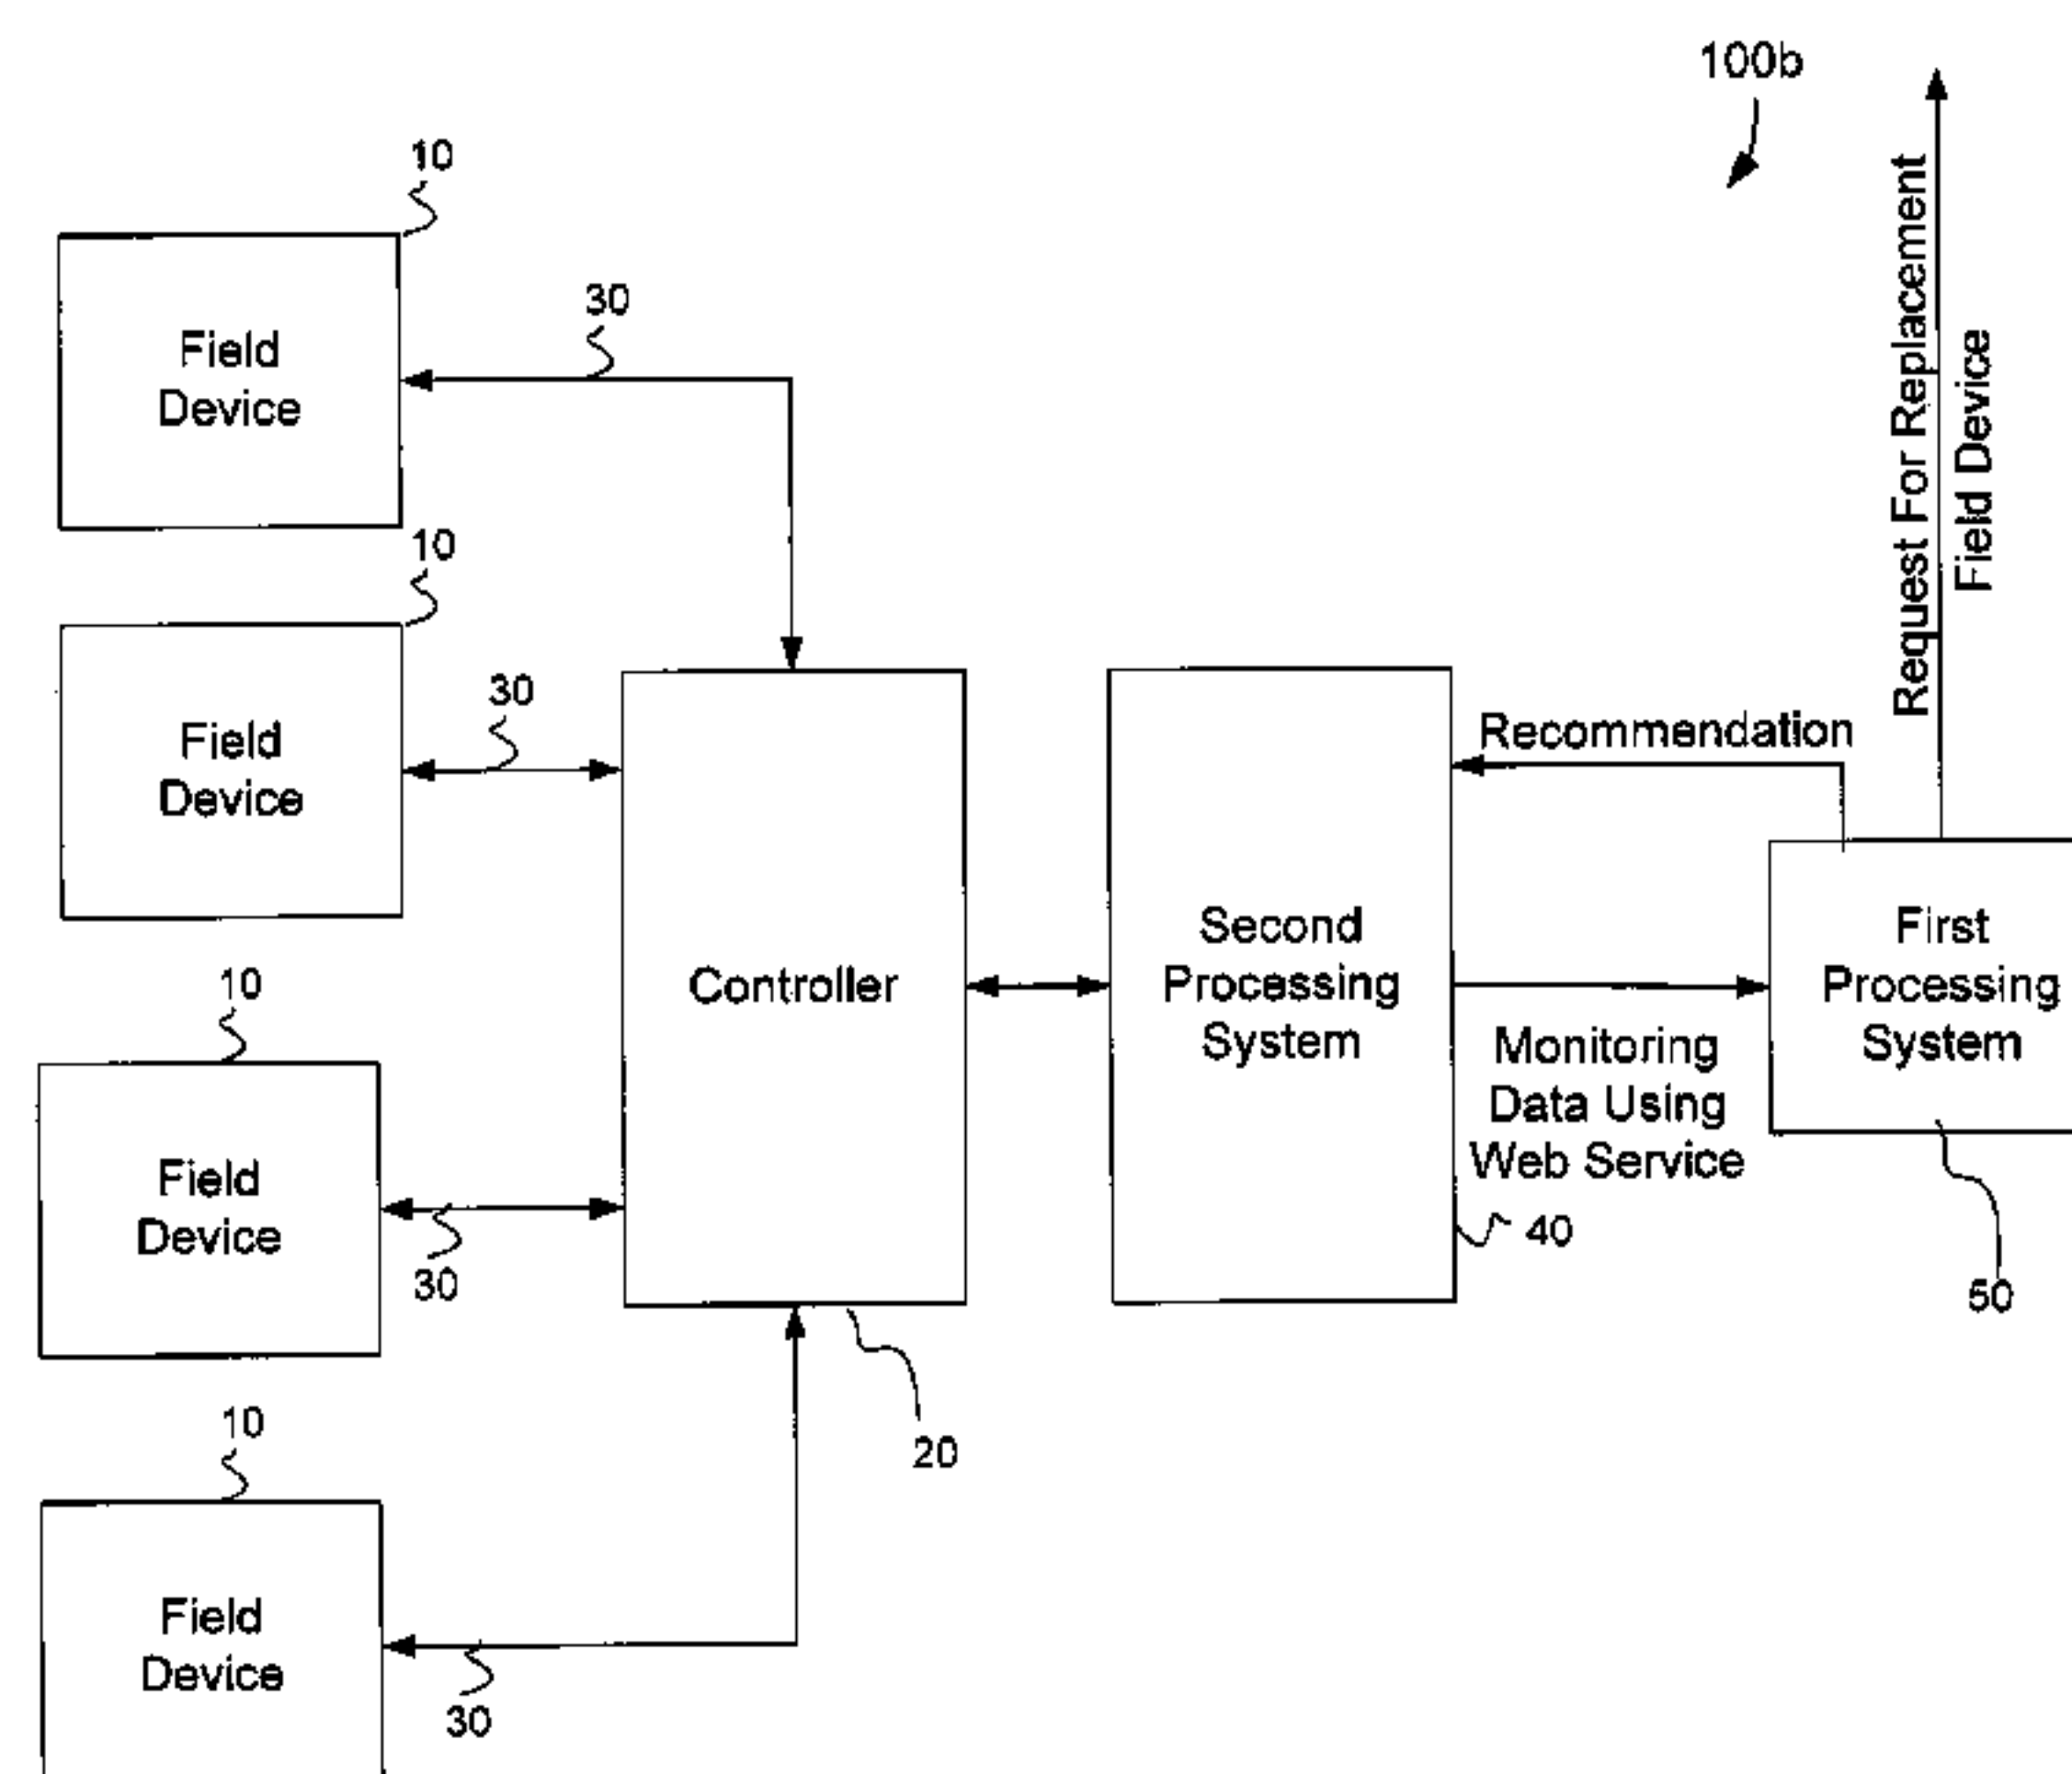 100b
10
Field
Device
30
10
Field
Device
30
10
Field
Device
30
10
Field
Device
30
Controller
20
Second
Processing
System
40
Recommendation
Monitoring
Data Using
Web Service
First
Processing
System
50
Request For Replacement
Field Device